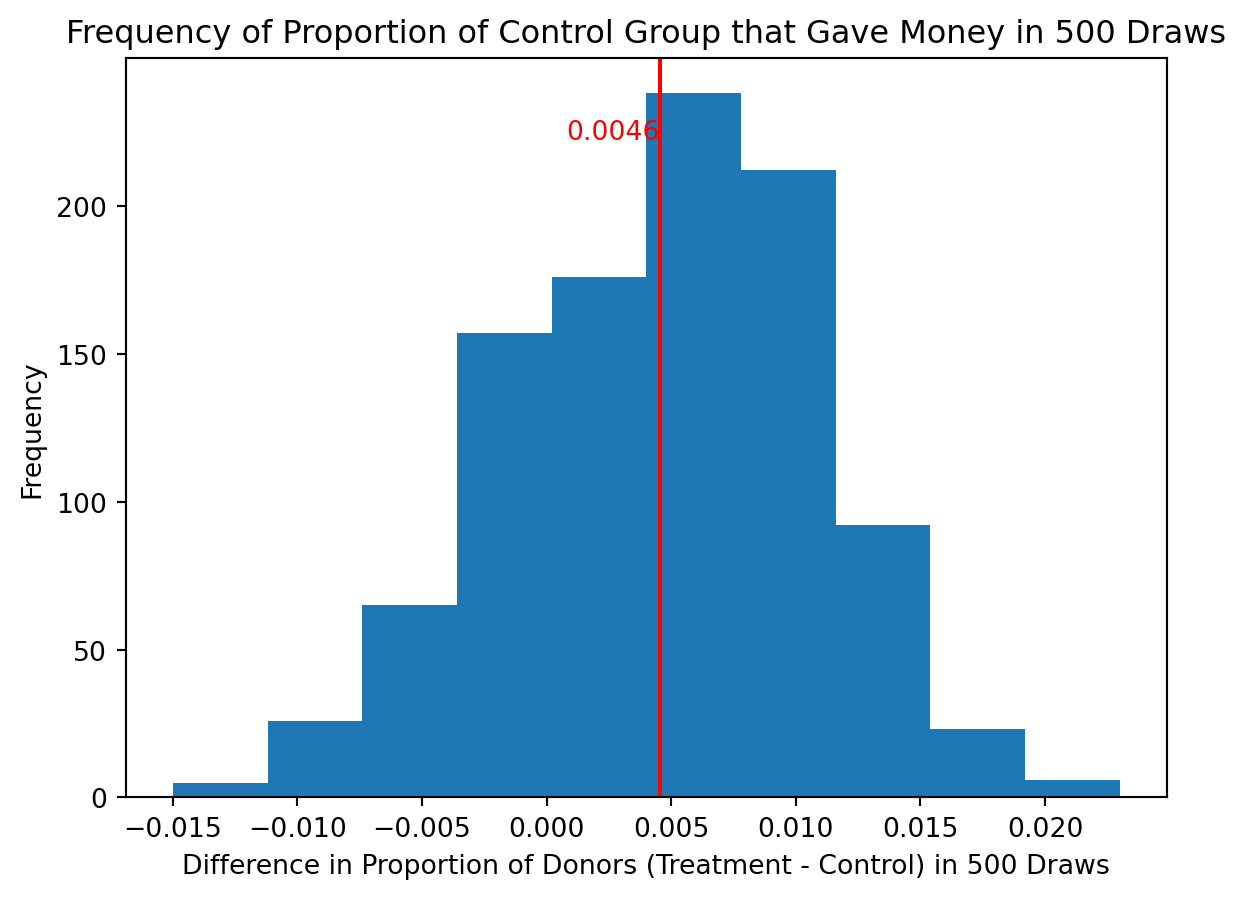 Frequency of Proportion of Control Group that Gave Money in 500 Draws
0.0046
200
150
100
50
0
Frequency
−0.015 −0.010 −0.005 0.000 0.005 0.010 0.015 0.020
Difference in Proportion of Donors (Treatment - Control) in 500 Draws